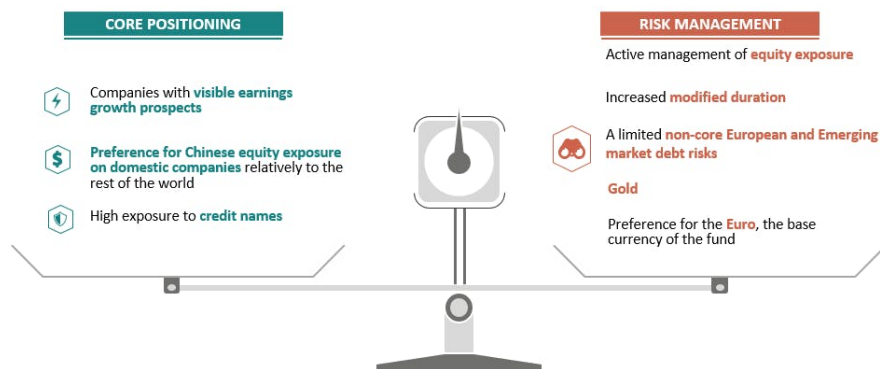 CORE POSITIONING
Companies with visible earnings
growth prospects
Preference for Chinese equity exposure
on domestic companies relatively to the
rest of the world
High exposure to credit names
RISK MANAGEMENT
Active management of equity exposure
Increased modified duration
A limited non-core European and Emerging
market debt risks
Gold
Preference for the Euro, the base
currency of the fund